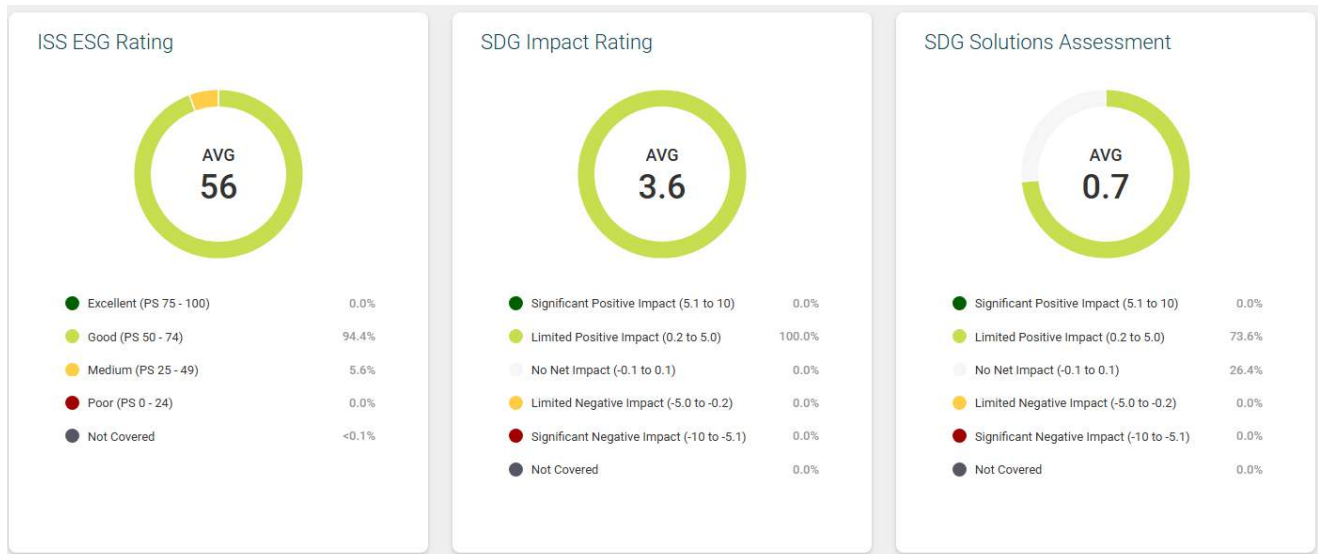 ISS ESG Rating
AVG
56
Excellent (PS 75 - 100) 0.0%
Good (PS 50 - 74) 94.4%
Medium (PS 25 - 49) 5.6%
Poor (PS 0 - 24) 0.0%
Not Covered <0.1%
SDG Impact Rating
AVG
3.6
Significant Positive Impact (5.1 to 10) 0.0%
Limited Positive Impact (0.2 to 5.0) 100.0%
No Net Impact (-0.1 to 0.1) 0.0%
Limited Negative Impact (-5.0 to -0.2) 0.0%
Significant Negative Impact (-10 to -5.1) 0.0%
Not Covered 0.0%
SDG Solutions Assessment
AVG
0.7
Significant Positive Impact (5.1 to 10) 0.0%
Limited Positive Impact (0.2 to 5.0) 73.6%
No Net Impact (-0.1 to 0.1) 26.4%
Limited Negative Impact (-5.0 to -0.2) 0.0%
Significant Negative Impact (-10 to -5.1) 0.0%
Not Covered 0.0%